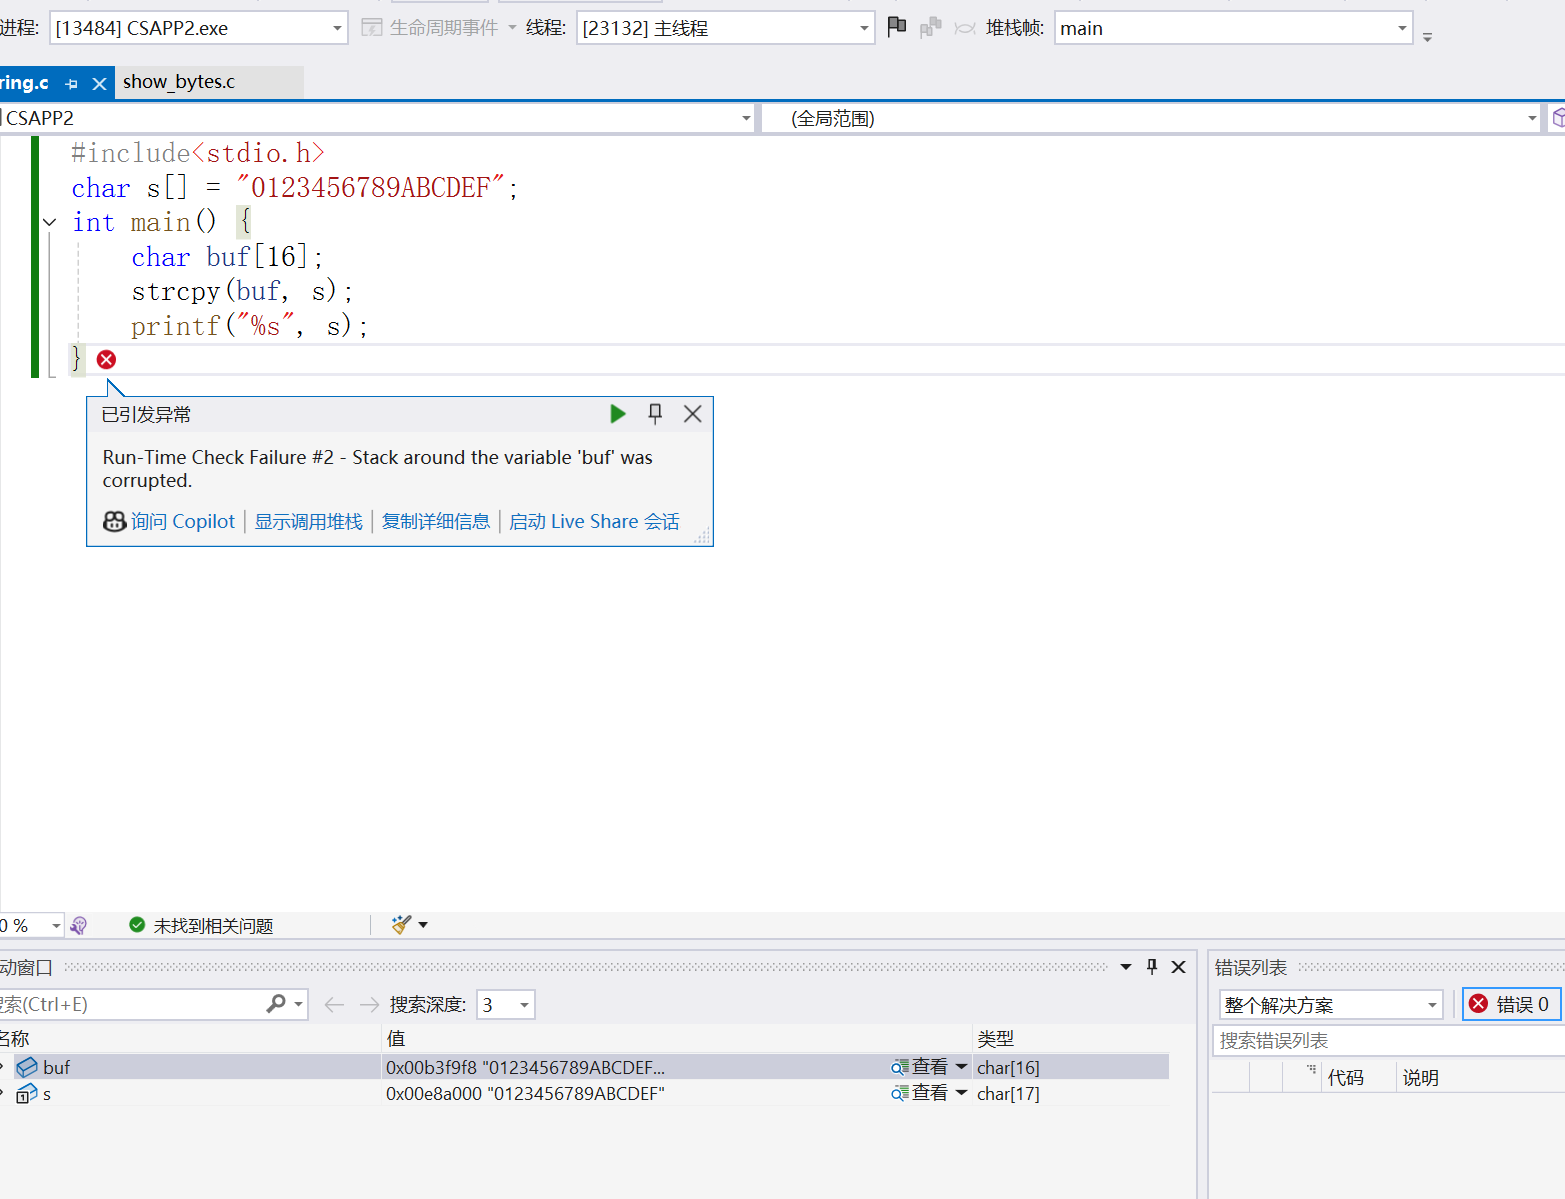 进程: [13484] CSAPP2.exe 生命周期事件 线程: [23132] 主线程 堆栈帧: main
ring.c show_bytes.c
CSAPP2 (全局范围)
#include<stdio.h>
char s[] = "0123456789ABCDEF";
int main() {
char buf[16];
strcpy(buf, s);
printf("%s", s);
}
已引发异常
Run-Time Check Failure #2 - Stack around the variable 'buf' was
corrupted.
询问 Copilot | 显示调用堆栈 | 复制详细信息 | 启动 Live Share 会话
0 % 未找到相关问题
动窗口 错误列表
索(Ctrl+E) 搜索深度: 3 整个解决方案 错误 0
搜索错误列表
名称 值 类型
代码 说明
buf 0x00b3f9f8 "0123456789ABCDEF... 查看 char[16]
s 0x00e8a000 "0123456789ABCDEF" 查看 char[17]